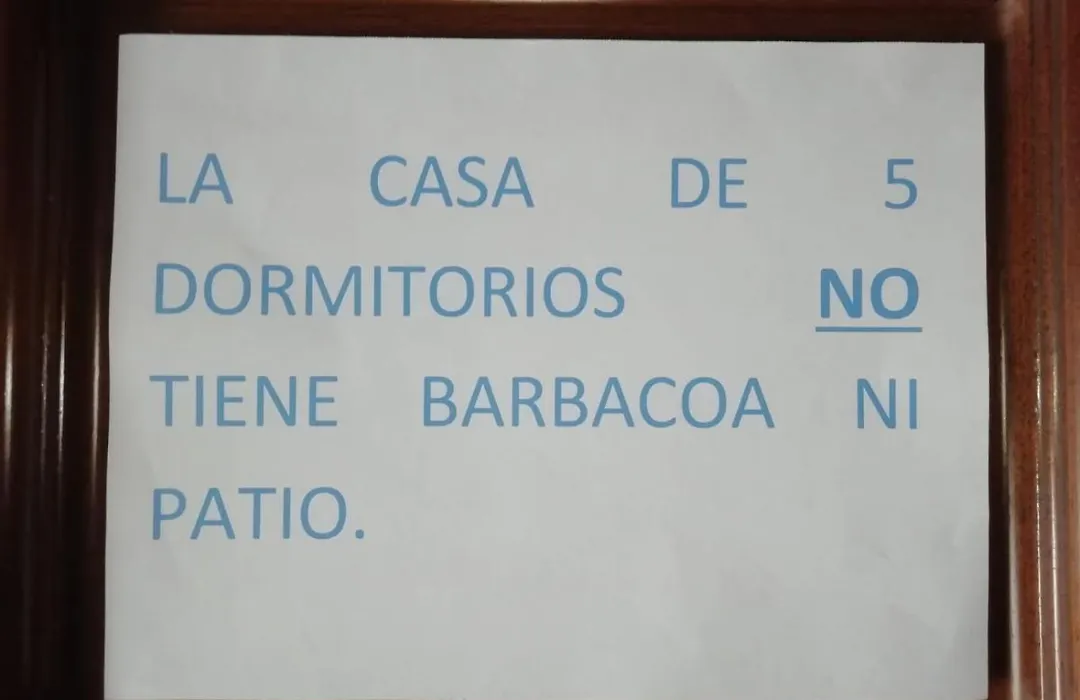 LA CASA DE 5
DORMITORIOS NO
TIENE BARBACOA NI
PATIO.